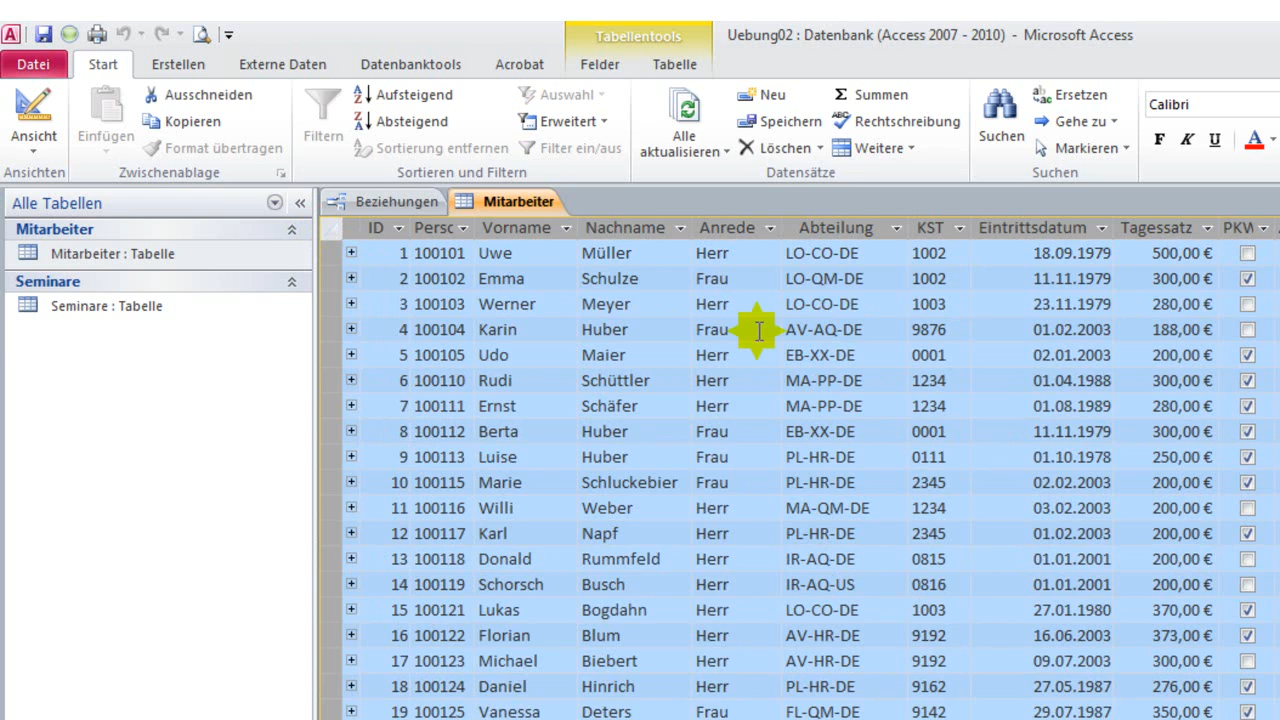 Tabellentools
Uebung02 : Datenbank (Access 2007 - 2010) - Microsoft Access
Datei Start Erstellen Externe Daten Datenbanktools Acrobat Felder Tabelle
Ausschneiden Aufsteigend Auswahl Neu Summen Ersetzen Calibri
Kopieren Absteigend Erweitert Speichern Rechtschreibung Gehe zu
Ansicht Einfügen Format übertragen Filtern Sortierung entfernen Filter ein/aus Alle aktualisieren Löschen Weitere Suchen Markieren F K U A
Ansichten Zwischenablage Sortieren und Filtern Datensätze Suchen
Alle Tabellen Beziehungen Mitarbeiter
Mitarbeiter
Mitarbeiter : Tabelle
Seminare
Seminare : Tabelle
ID Persc Vorname Nachname Anrede Abteilung KST Eintrittsdatum Tagessatz PKW
1 100101 Uwe Müller Herr LO-CO-DE 1002 18.09.1979 500,00 €
2 100102 Emma Schulze Frau LO-QM-DE 1002 11.11.1979 300,00 €
3 100103 Werner Meyer Herr LO-CO-DE 1003 23.11.1979 280,00 €
4 100104 Karin Huber Frau AV-AQ-DE 9876 01.02.2003 188,00 €
5 100105 Udo Maier Herr EB-XX-DE 0001 02.01.2003 200,00 €
6 100110 Rudi Schüttler Herr MA-PP-DE 1234 01.04.1988 300,00 €
7 100111 Ernst Schäfer Herr MA-PP-DE 1234 01.08.1989 280,00 €
8 100112 Berta Huber Frau EB-XX-DE 0001 11.11.1979 300,00 €
9 100113 Luise Huber Frau PL-HR-DE 0111 01.10.1978 250,00 €
10 100115 Marie Schluckebier Frau PL-HR-DE 2345 02.02.2003 200,00 €
11 100116 Willi Weber Herr MA-QM-DE 1234 03.02.2003 200,00 €
12 100117 Karl Napf Herr PL-HR-DE 2345 01.02.2003 200,00 €
13 100118 Donald Rummfeld Herr IR-AQ-DE 0815 01.01.2001 200,00 €
14 100119 Schorsch Busch Herr IR-AQ-US 0816 01.01.2001 200,00 €
15 100121 Lukas Bogdahn Herr LO-CO-DE 1003 27.01.1980 370,00 €
16 100122 Florian Blum Herr AV-HR-DE 9192 16.06.2003 373,00 €
17 100123 Michael Biebert Herr AV-HR-DE 9192 09.07.2003 300,00 €
18 100124 Daniel Hinrich Herr PL-HR-DE 9162 27.05.1987 276,00 €
19 100125 Vanessa Deters Frau FL-QM-DE 9142 29.07.1987 350,00 €